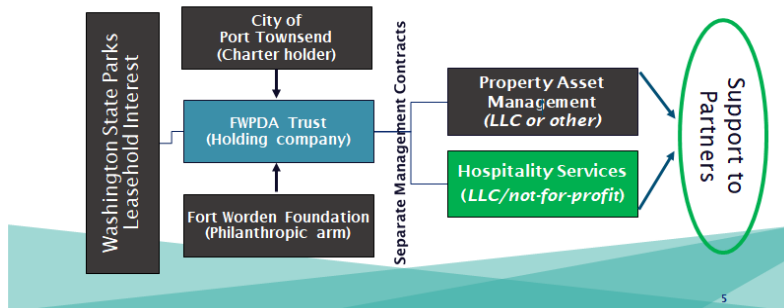 Washington State Parks
Leasehold Interest
City of
Port Townsend
(Charter holder)
FWPDA Trust
(Holding company)
Fort Worden Foundation
(Philanthropic arm)
Separate Management Contracts
Property Asset
Management
(LLC or other)
Hospitality Services
(LLC/not-for-profit)
Support to
Partners
5